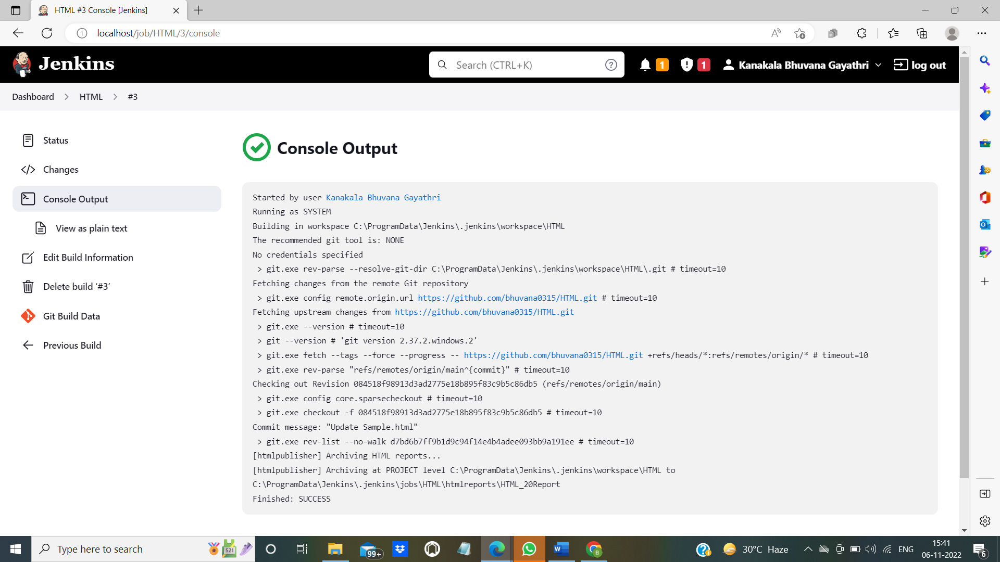 HTML #3 Console [Jenkins]
localhost/job/HTML/3/console
Jenkins
Search (CTRL+K)
1
1
Kanakala Bhuvana Gayathri
log out
Dashboard > HTML > #3
Status
Changes
Console Output
View as plain text
Edit Build Information
Delete build ‘#3’
Git Build Data
Previous Build
Console Output
Started by user Kanakala Bhuvana Gayathri
Running as SYSTEM
Building in workspace C:\ProgramData\Jenkins\.jenkins\workspace\HTML
The recommended git tool is: NONE
No credentials specified
> git.exe rev-parse --resolve-git-dir C:\ProgramData\Jenkins\.jenkins\workspace\HTML\.git # timeout=10
Fetching changes from the remote Git repository
> git.exe config remote.origin.url https://github.com/bhuvana0315/HTML.git # timeout=10
Fetching upstream changes from https://github.com/bhuvana0315/HTML.git
> git.exe --version # timeout=10
> git --version # 'git version 2.37.2.windows.2'
> git.exe fetch --tags --force --progress -- https://github.com/bhuvana0315/HTML.git +refs/heads/*:refs/remotes/origin/* # timeout=10
> git.exe rev-parse "refs/remotes/origin/main^{commit}" # timeout=10
Checking out Revision 084518f98913d3ad2775e18b895f83c9b5c86db5 (refs/remotes/origin/main)
> git.exe config core.sparsecheckout # timeout=10
> git.exe checkout -f 084518f98913d3ad2775e18b895f83c9b5c86db5 # timeout=10
Commit message: "Update Sample.html"
> git.exe rev-list --no-walk d7bd6b7ff9b1d9c94f14e4b4adee093bb9a191ee # timeout=10
[htmlpublisher] Archiving HTML reports...
[htmlpublisher] Archiving at PROJECT level C:\ProgramData\Jenkins\.jenkins\workspace\HTML to
C:\ProgramData\Jenkins\.jenkins\jobs\HTML\htmlreports\HTML_20Report
Finished: SUCCESS
Type here to search
521
99+
30°C Haze
ENG
15:41
06-11-2022
6